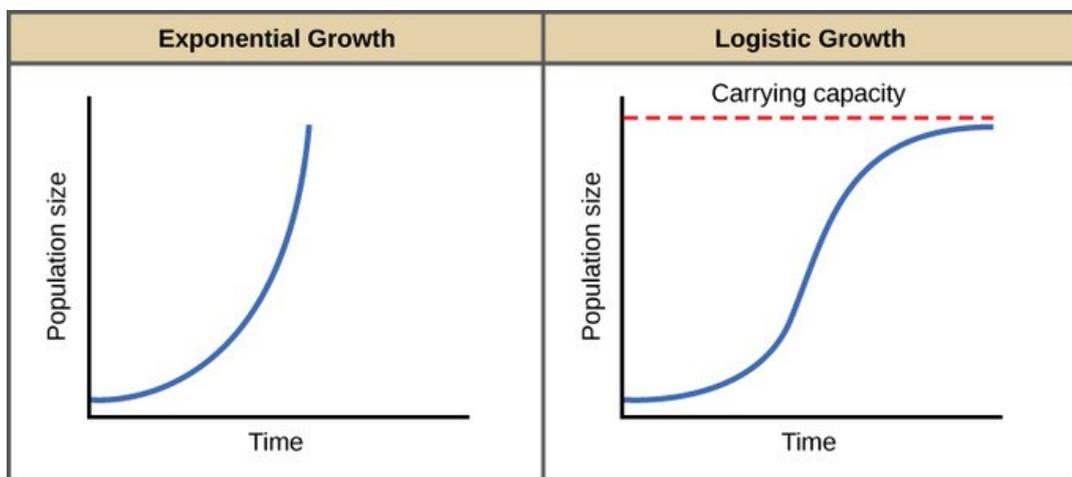 Exponential Growth
Logistic Growth
Population size
Time
Carrying capacity
Population size
Time